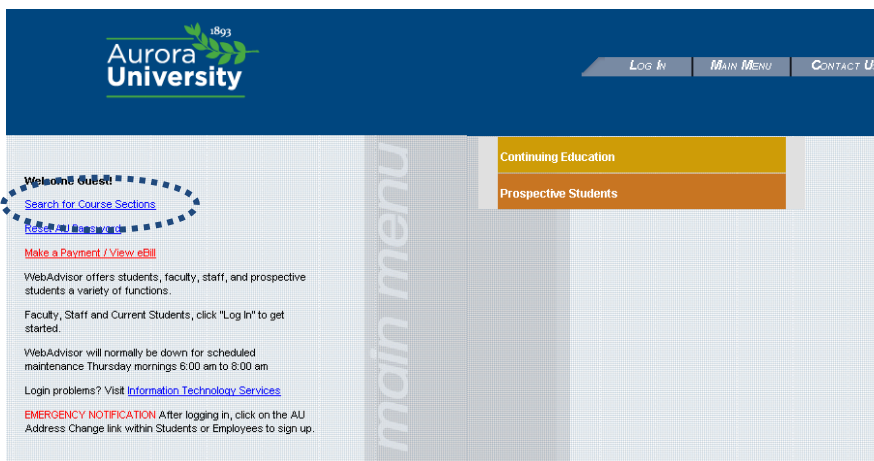 1893
Aurora
University
LOG IN MAIN MENU CONTACT U
Welcome Guest!
Search for Course Sections
Reset AU Password
Make a Payment / View eBill
WebAdvisor offers students, faculty, staff, and prospective
students a variety of functions.
Faculty, Staff and Current Students, click "Log In" to get
started.
WebAdvisor will normally be down for scheduled
maintenance Thursday mornings 6:00 am to 8:00 am
Login problems? Visit Information Technology Services
EMERGENCY NOTIFICATION After logging in, click on the AU
Address Change link within Students or Employees to sign up.
main menu
Continuing Education
Prospective Students